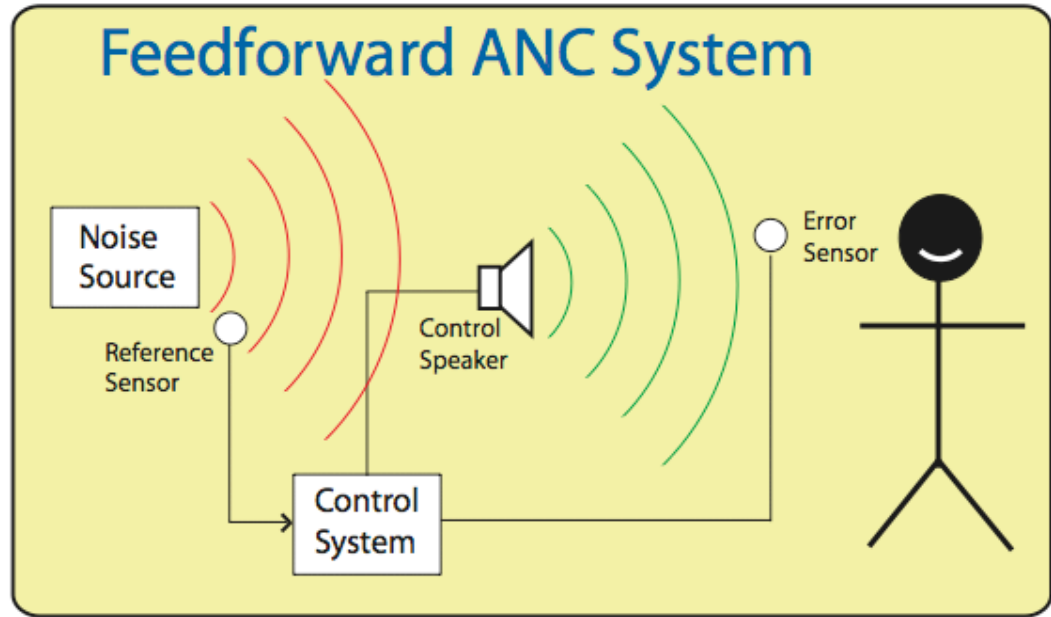 Feedforward ANC System
Noise
Source
Reference
Sensor
Control
Speaker
Error
Sensor
Control
System